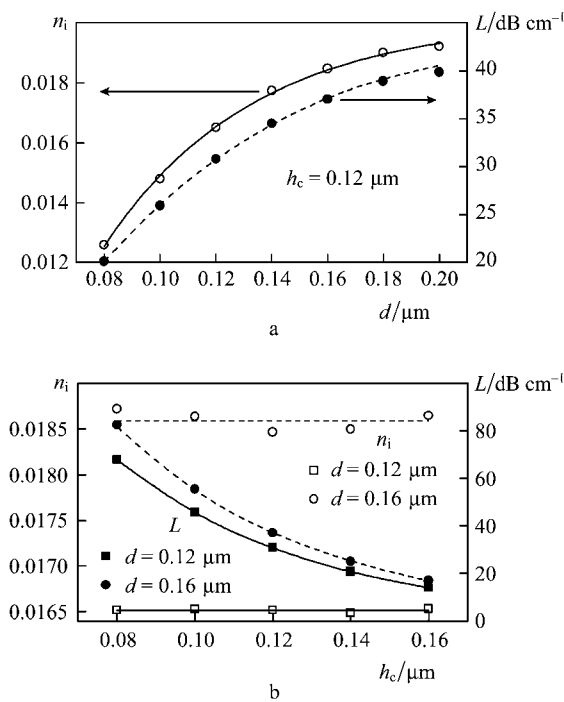 nᵢ
L/dB cm⁻¹
0.018
0.016
0.014
0.012
40
35
30
25
20
h_c = 0.12 μm
0.08 0.10 0.12 0.14 0.16 0.18 0.20
d/μm
a
nᵢ
L/dB cm⁻¹
0.0185
0.0180
0.0175
0.0170
0.0165
80
60
40
20
0
nᵢ
d = 0.12 μm
d = 0.16 μm
L
d = 0.12 μm
d = 0.16 μm
0.08 0.10 0.12 0.14 0.16
h_c/μm
b